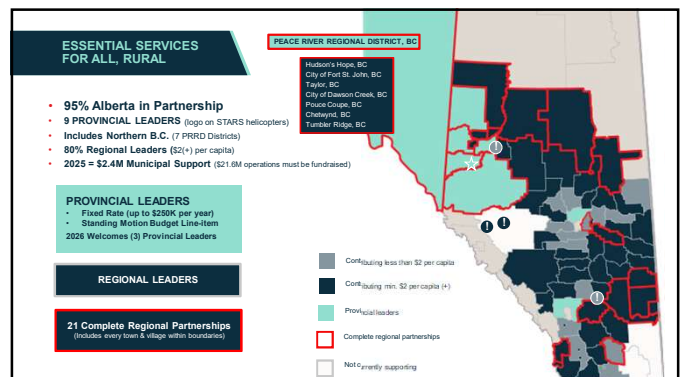 ESSENTIAL SERVICES
FOR ALL, RURAL
PEACE RIVER REGIONAL DISTRICT, BC
Hudson's Hope, BC
City of Fort St. John, BC
Taylor, BC
City of Dawson Creek, BC
Pouce Coupe, BC
Chetwynd, BC
Tumbler Ridge, BC
• 95% Alberta in Partnership
• 9 PROVINCIAL LEADERS (logo on STARS helicopters)
• Includes Northern B.C. (7 PRRD Districts)
• 80% Regional Leaders ($2(+) per capita)
• 2025 = $2.4M Municipal Support ($21.6M operations must be fundraised)
PROVINCIAL LEADERS
• Fixed Rate (up to $250K per year)
• Standing Motion Budget Line-item
2026 Welcomes (3) Provincial Leaders
REGIONAL LEADERS
21 Complete Regional Partnerships
(Includes every town & village within boundaries)
Contributing less than $2 per capita
Contributing min. $2 per capita (+)
Provincial leaders
Complete regional partnerships
Not currently supporting
!
!
!
!